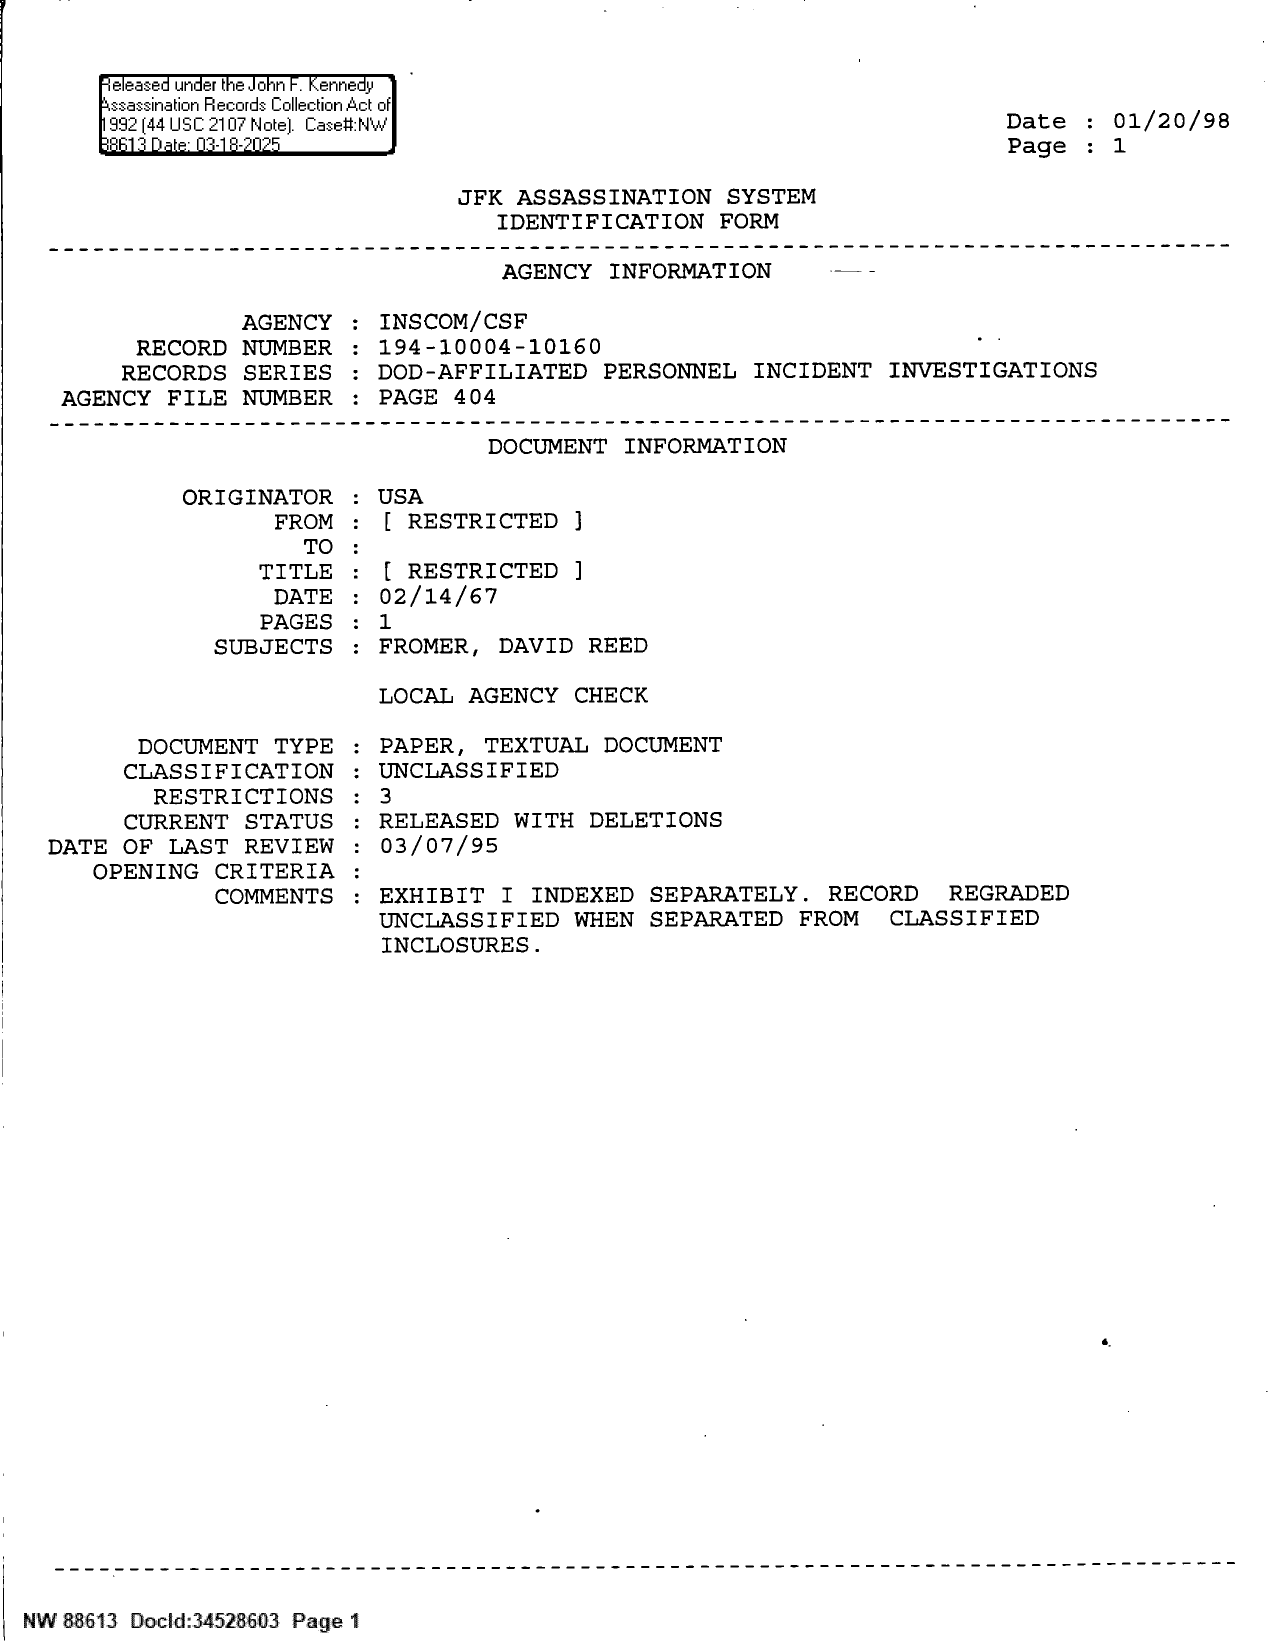 Released under the John F. Kennedy
Assassination Records Collection Act of
1992 (44 USC 2107 Note). Case#:NW
88613 Date: 03-18-2025
Date : 01/20/98
Page : 1
JFK ASSASSINATION SYSTEM
IDENTIFICATION FORM
AGENCY INFORMATION
AGENCY : INSCOM/CSF
RECORD NUMBER : 194-10004-10160
RECORDS SERIES : DOD-AFFILIATED PERSONNEL INCIDENT INVESTIGATIONS
AGENCY FILE NUMBER : PAGE 404
DOCUMENT INFORMATION
ORIGINATOR : USA
FROM : [ RESTRICTED ]
TO :
TITLE : [ RESTRICTED ]
DATE : 02/14/67
PAGES : 1
SUBJECTS : FROMER, DAVID REED
LOCAL AGENCY CHECK
DOCUMENT TYPE : PAPER, TEXTUAL DOCUMENT
CLASSIFICATION : UNCLASSIFIED
RESTRICTIONS : 3
CURRENT STATUS : RELEASED WITH DELETIONS
DATE OF LAST REVIEW : 03/07/95
OPENING CRITERIA :
COMMENTS : EXHIBIT I INDEXED SEPARATELY. RECORD REGRADED
UNCLASSIFIED WHEN SEPARATED FROM CLASSIFIED
INCLOSURES.
NW 88613 DocId:34528603 Page 1